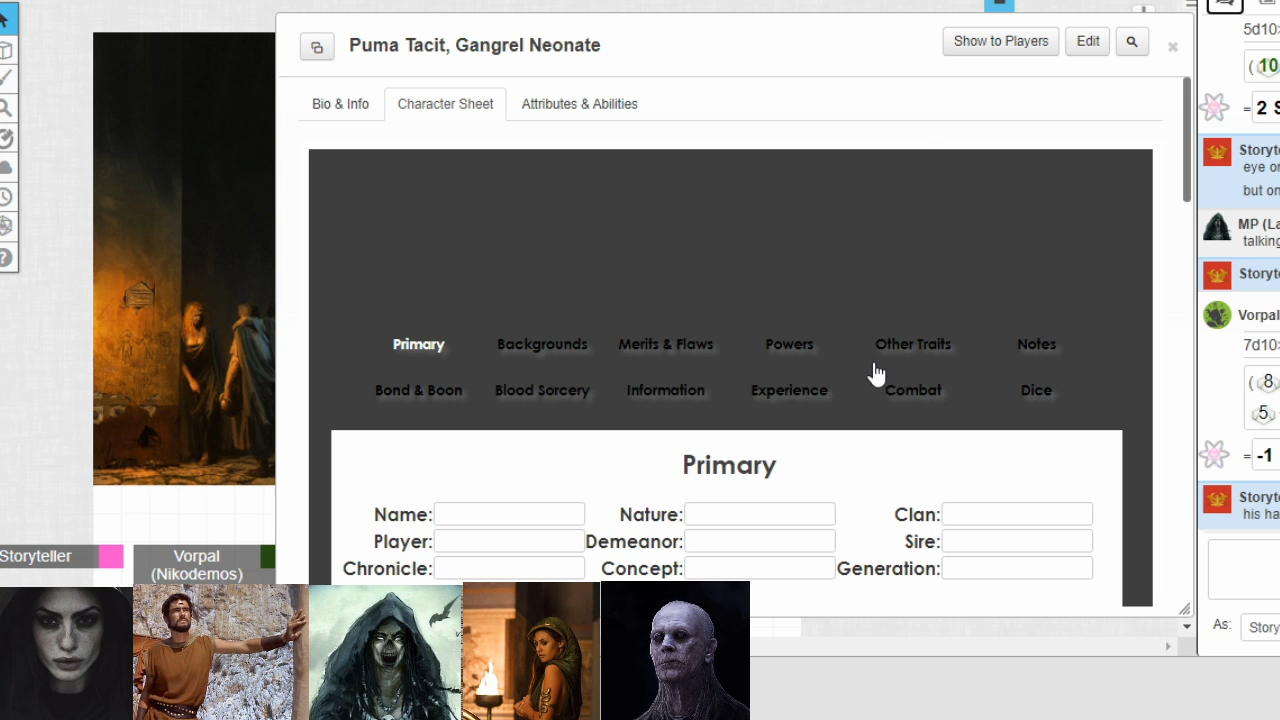 Puma Tacit, Gangrel Neonate
Show to Players
Edit
Bio & Info
Character Sheet
Attributes & Abilities
Primary
Backgrounds
Merits & Flaws
Powers
Other Traits
Notes
Bond & Boon
Blood Sorcery
Information
Experience
Combat
Dice
Primary
Name:
Nature:
Clan:
Player:
Demeanor:
Sire:
Chronicle:
Concept:
Generation:
Storyteller
Vorpal
(Nikodemos)
5d10>
(10
= 2 S
Storyte
eye on
but on
MP (La
talking
Storyte
Vorpal
7d10>
(8
5
= -1
Storyte
his ha
As:
Story